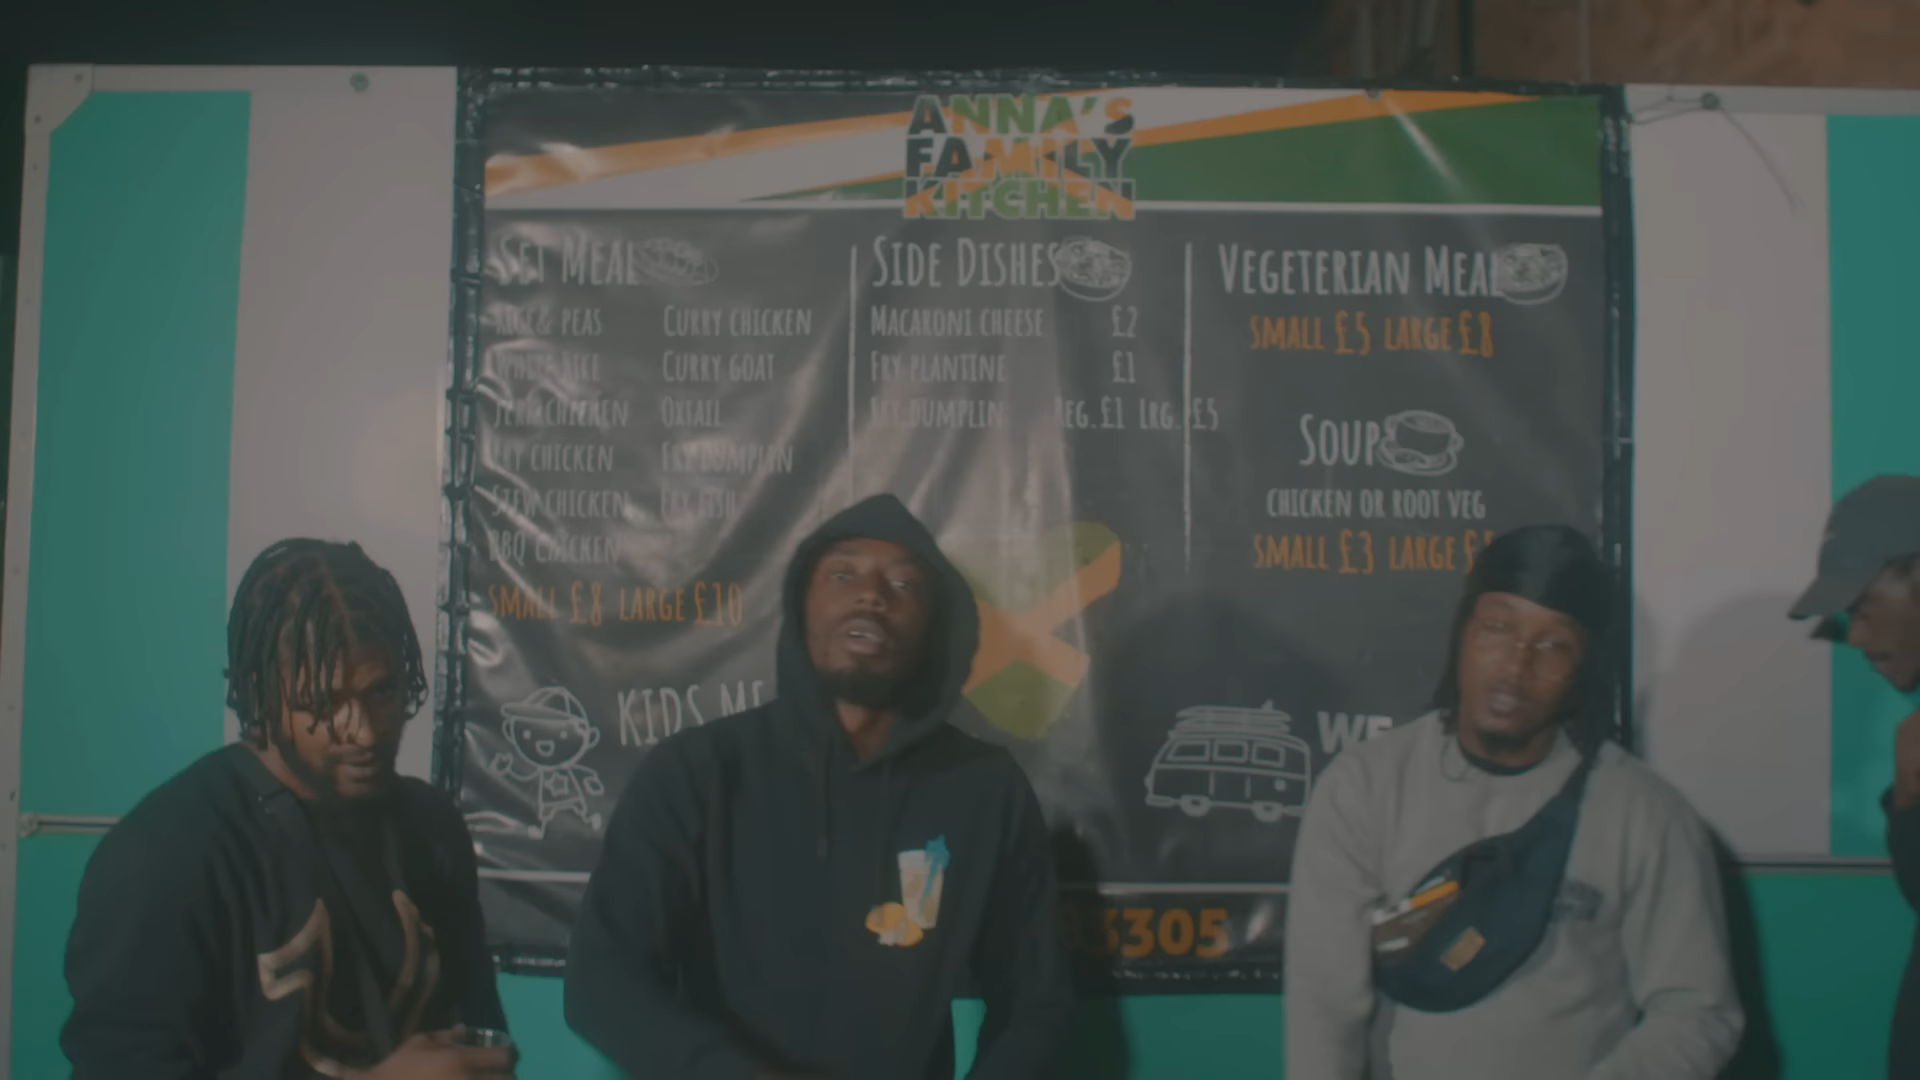 ANNA'S
FAMILY
KITCHEN
SET MEAL
RICE & PEAS
WHITE RICE
JERK CHICKEN
FRY CHICKEN
STEW CHICKEN
BBQ CHICKEN
CURRY CHICKEN
CURRY GOAT
OXTAIL
FRY DUMPLIN
FRY FISH
SMALL £8 LARGE £10
KIDS ME
SIDE DISHES
MACARONI CHEESE £2
FRY PLANTINE £1
FRY DUMPLIN REG. £1 LRG. £5
VEGETERIAN MEAL
SMALL £5 LARGE £8
SOUP
CHICKEN OR ROOT VEG
SMALL £3 LARGE
WE
3305